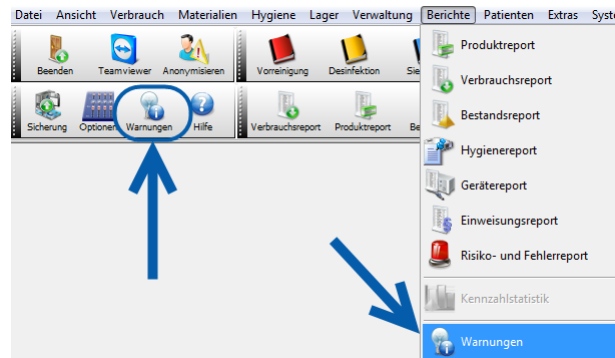 Datei Ansicht Verbrauch Materialien Hygiene Lager Verwaltung Berichte Patienten Extras
Beenden Teamviewer Anonymisieren Vorreinigung Desinfektion
Sicherung Optionen Warnungen Hilfe Verbrauchsreport Produktreport
Produktreport
Verbrauchsreport
Bestandsreport
Hygienereport
Gerätereport
Einweisungsreport
Risiko- und Fehlerreport
Kennzahlstatistik
Warnungen